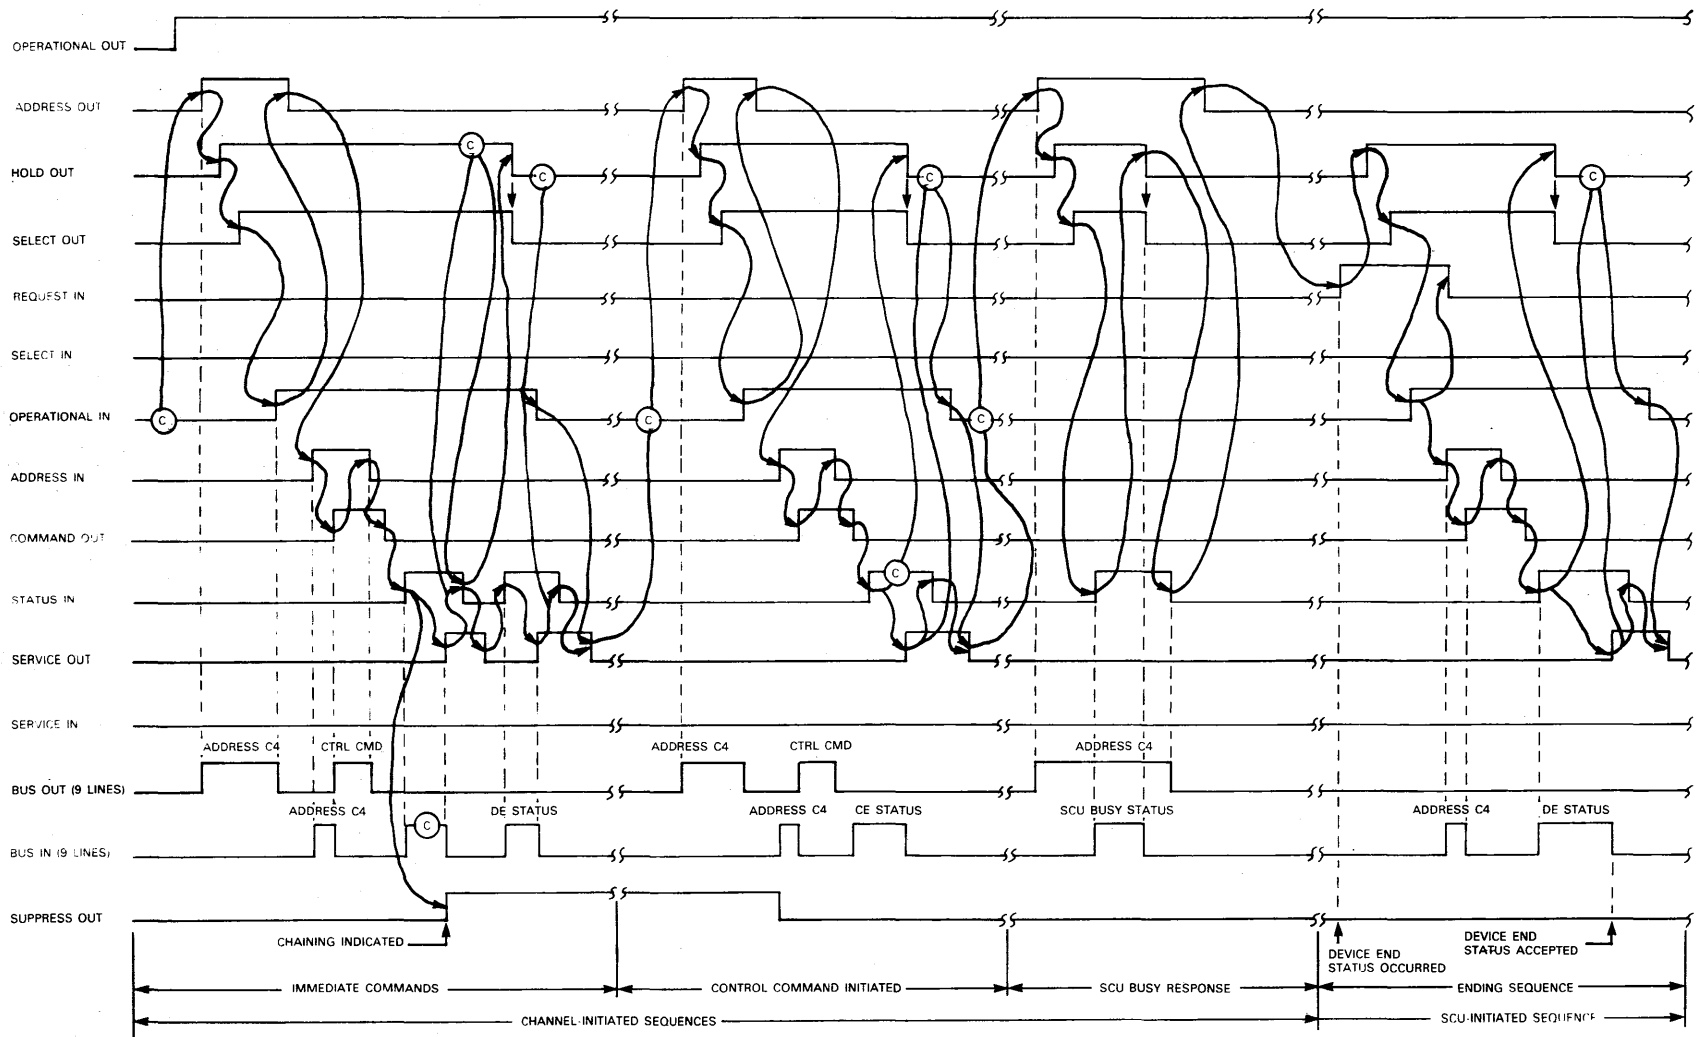 OPERATIONAL OUT
ADDRESS OUT
HOLD OUT
C
C
C
C
SELECT OUT
REQUEST IN
SELECT IN
OPERATIONAL IN
C
C
C
ADDRESS IN
COMMAND OUT
STATUS IN
C
SERVICE OUT
SERVICE IN
ADDRESS C4
CTRL CMD
ADDRESS C4
CTRL CMD
ADDRESS C4
BUS OUT (9 LINES)
ADDRESS C4
DE STATUS
ADDRESS C4
CE STATUS
SCU BUSY STATUS
ADDRESS C4
DE STATUS
C
BUS IN (9 LINES)
SUPPRESS OUT
CHAINING INDICATED
DEVICE END
STATUS OCCURRED
DEVICE END
STATUS ACCEPTED
IMMEDIATE COMMANDS
CONTROL COMMAND INITIATED
SCU BUSY RESPONSE
ENDING SEQUENCE
CHANNEL-INITIATED SEQUENCES
SCU-INITIATED SEQUENCE